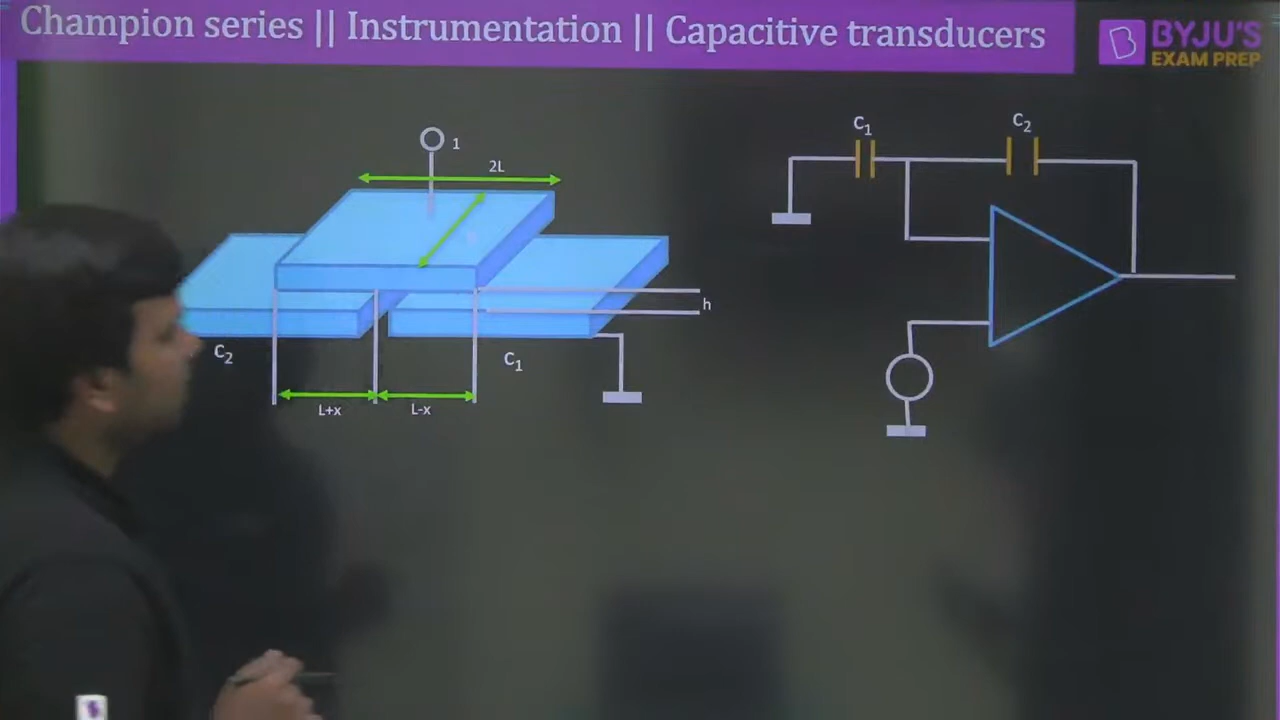 Champion series || Instrumentation || Capacitive transducers
BYJU'S
EXAM PREP
1
2L
h
C₂
C₁
L+x
L-x
C₁
C₂